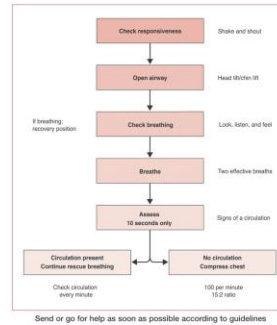 Check responsiveness
Shake and shout
Open airway
Head tilt/chin lift
If breathing:
recovery position
Check breathing
Look, listen, and feel
Breathe
Two effective breaths
Assess
10 seconds only
Signs of a circulation
Circulation present
Continue rescue breathing
No circulation
Compress chest
Check circulation
every minute
100 per minute
15:2 ratio
Send or go for help as soon as possible according to guidelines